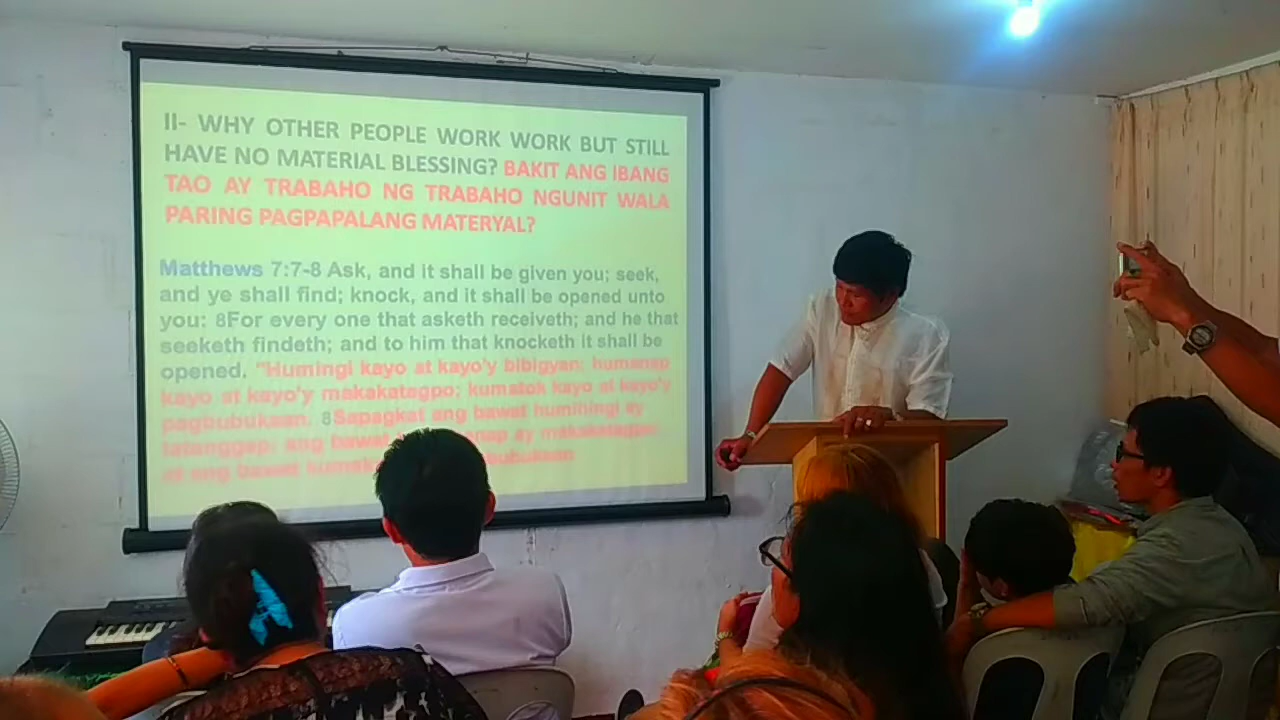 II- WHY OTHER PEOPLE WORK WORK BUT STILL
HAVE NO MATERIAL BLESSING? BAKIT ANG IBANG
TAO AY TRABAHO NG TRABAHO NGUNIT WALA
PARING PAGPAPALANG MATERYAL?
Matthews 7:7-8 Ask, and it shall be given you; seek,
and ye shall find; knock, and it shall be opened unto
you: 8For every one that asketh receiveth; and he that
seeketh findeth; and to him that knocketh it shall be
opened. "Humingi kayo at kayo'y bibigyan; humanap
kayo at kayo'y makakatagpo; kumatok kayo at kayo'y
pagbubuksan. 8Sapagkat ang bawat humihingi ay
tatanggap; ang bawat ay makakatagpo;
at ang bawat